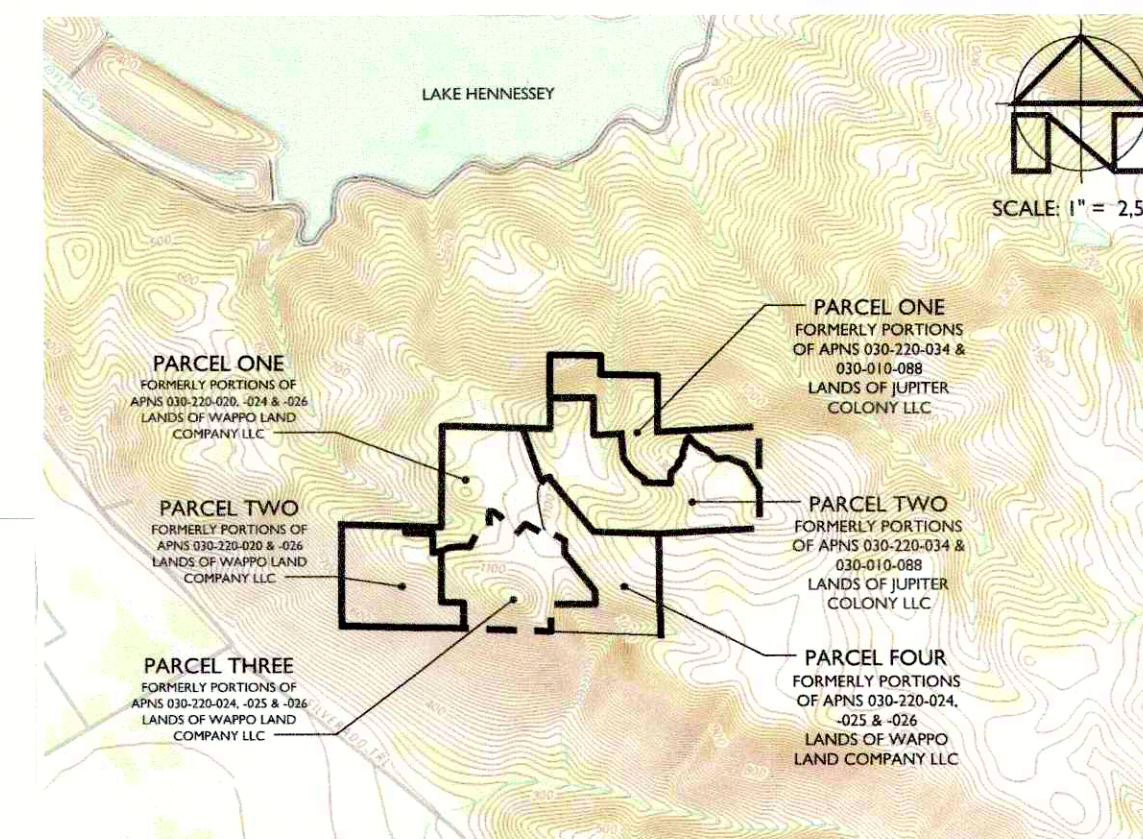 LAKE HENNESSEY
SCALE: 1" = 2,5
PARCEL ONE
FORMERLY PORTIONS OF
APNS 030-220-020, -024 & -026
LANDS OF WAPPO LAND
COMPANY LLC
PARCEL TWO
FORMERLY PORTIONS OF
APNS 030-220-020 & -026
LANDS OF WAPPO LAND
COMPANY LLC
PARCEL THREE
FORMERLY PORTIONS OF
APNS 030-220-024, -025 & -026
LANDS OF WAPPO LAND
COMPANY LLC
PARCEL ONE
FORMERLY PORTIONS
OF APNS 030-220-034 &
030-010-088
LANDS OF JUPITER
COLONY LLC
PARCEL TWO
FORMERLY PORTIONS
OF APNS 030-220-034 &
030-010-088
LANDS OF JUPITER
COLONY LLC
PARCEL FOUR
FORMERLY PORTIONS
OF APNS 030-220-024,
-025 & -026
LANDS OF WAPPO
LAND COMPANY LLC
1100